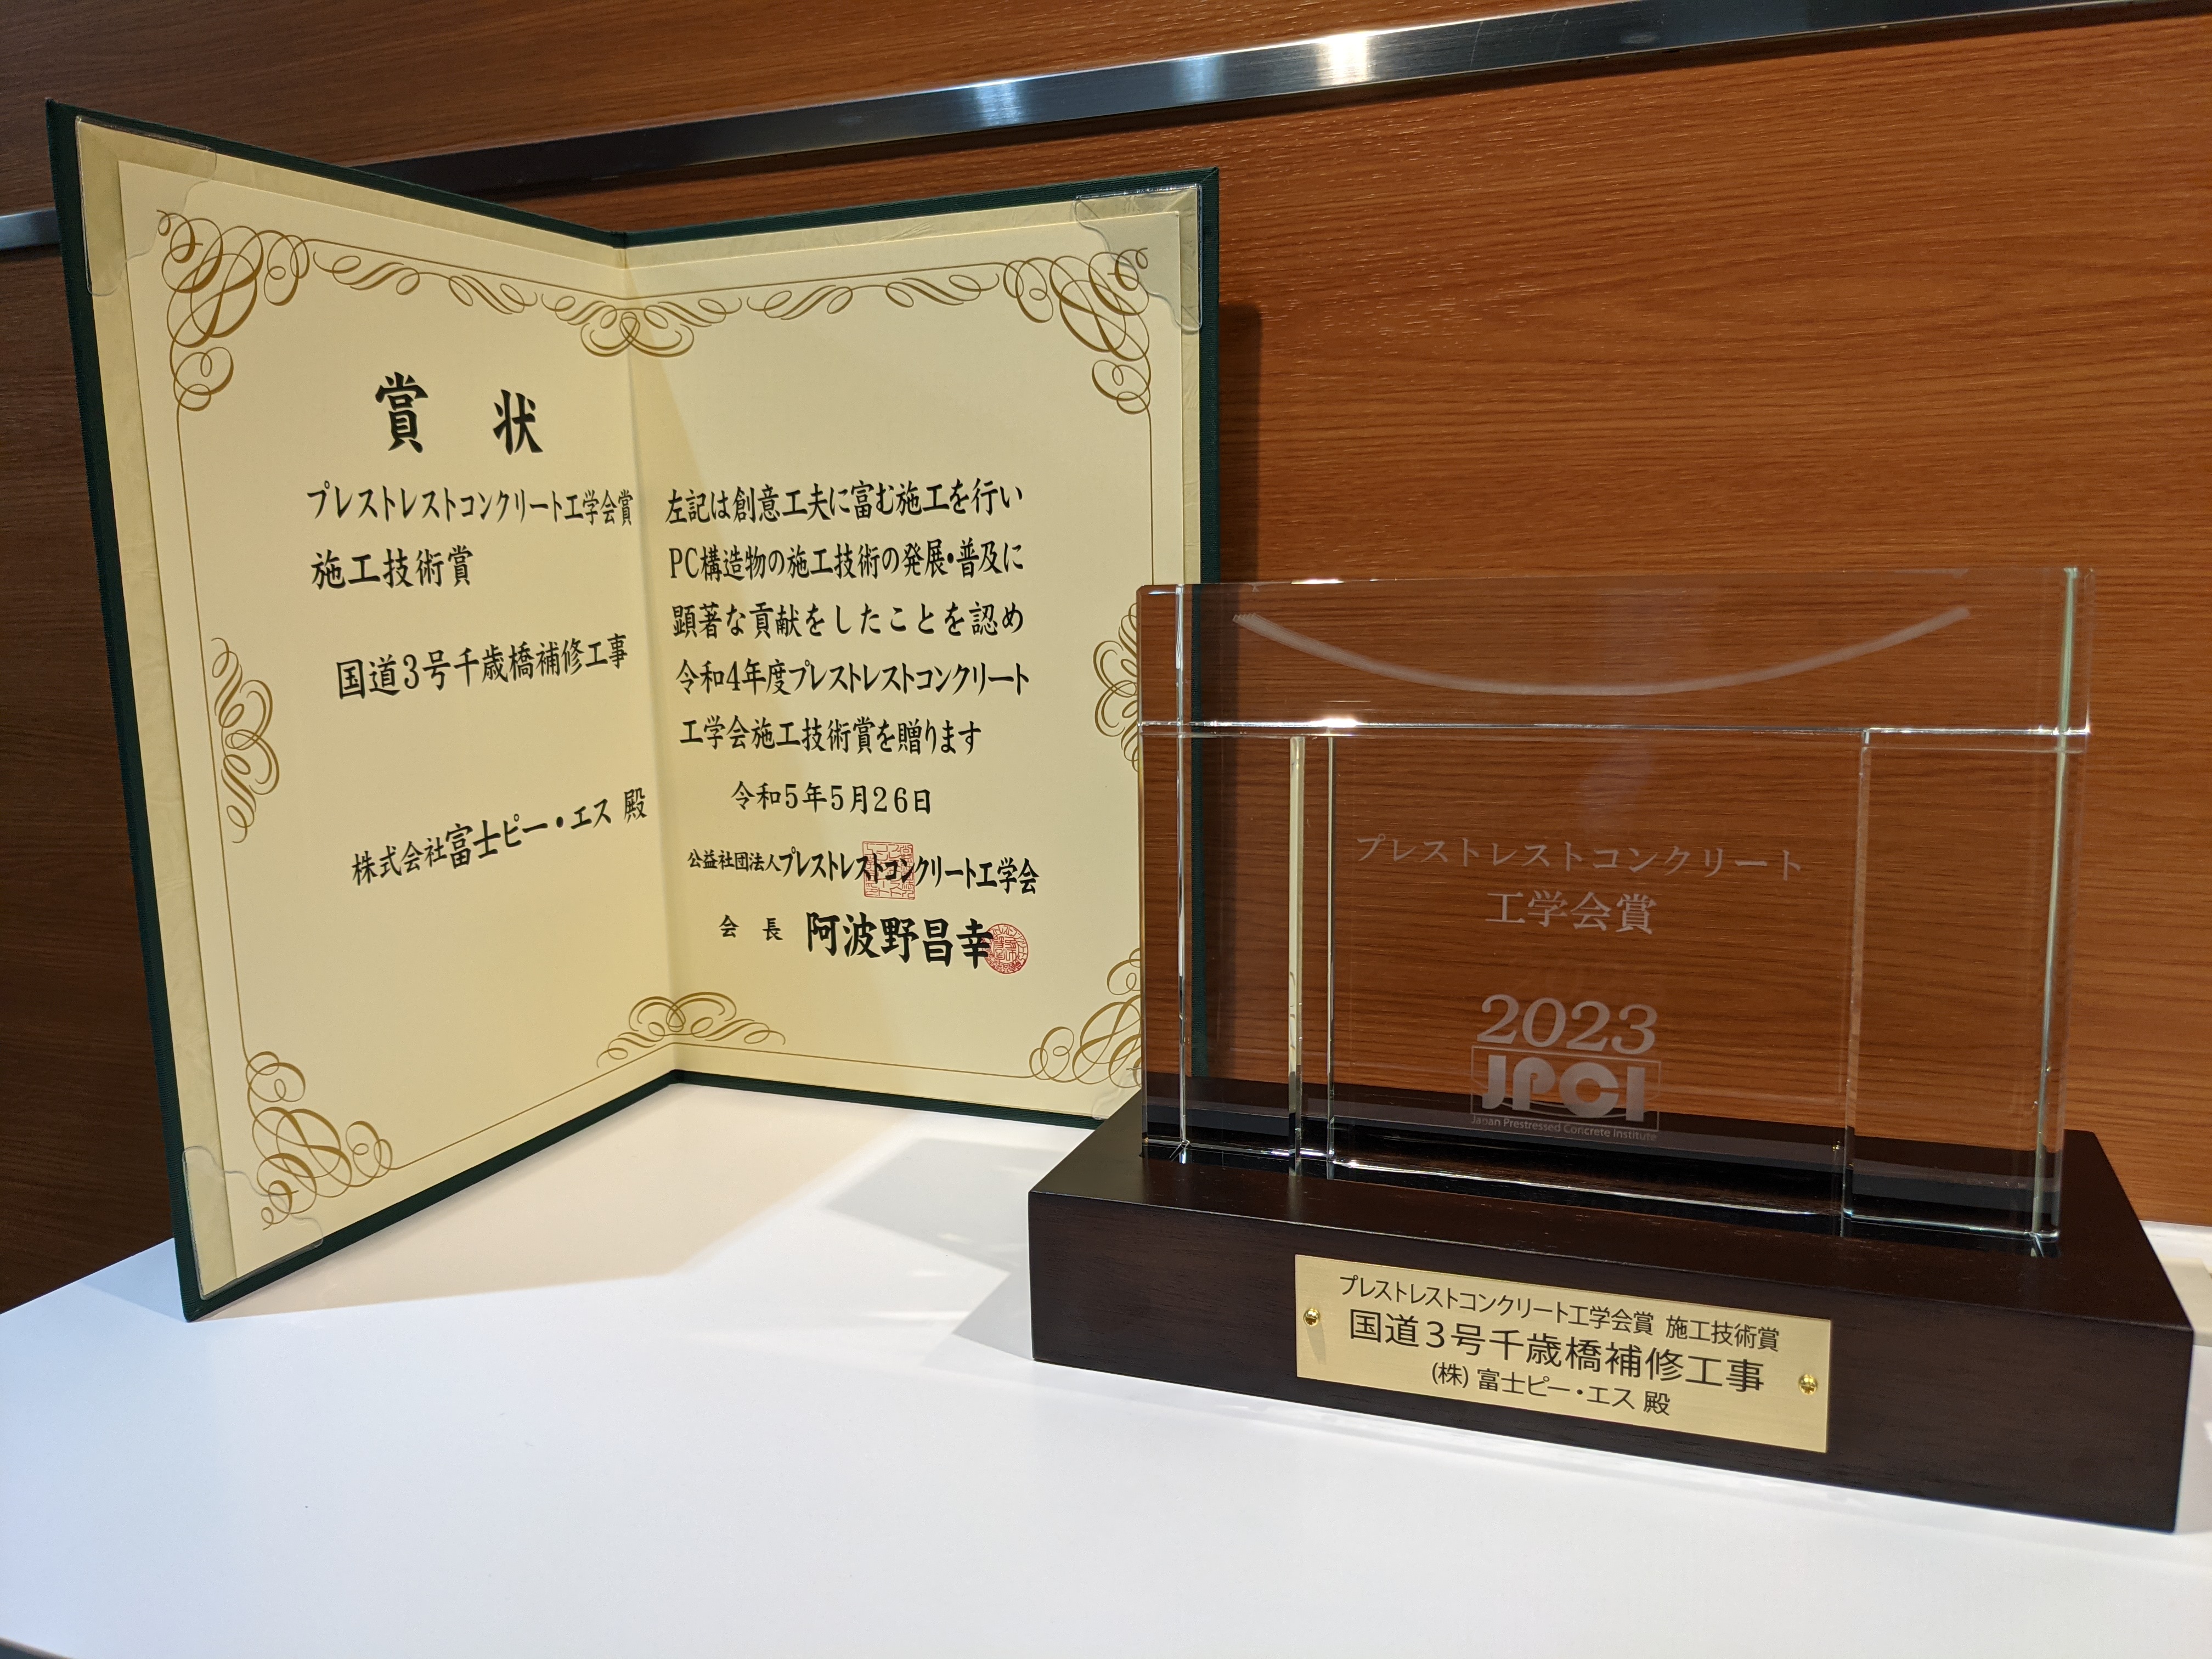 賞状
プレストレストコンクリート工学会賞
施工技術賞
国道3号千歳橋補修工事
株式会社富士ピー・エス 殿
左記は創意工夫に富む施工を行い
PC構造物の施工技術の発展・普及に
顕著な貢献をしたことを認め
令和4年度プレストレストコンクリート
工学会施工技術賞を贈ります
令和5年5月26日
公益社団法人プレストレストコンクリート工学会
会長 阿波野昌幸
プレストレストコンクリート
工学会賞
2023
JPCI
Japan Prestressed Concrete Institute
プレストレストコンクリート工学会賞 施工技術賞
国道3号千歳橋補修工事
(株) 富士ピー・エス 殿